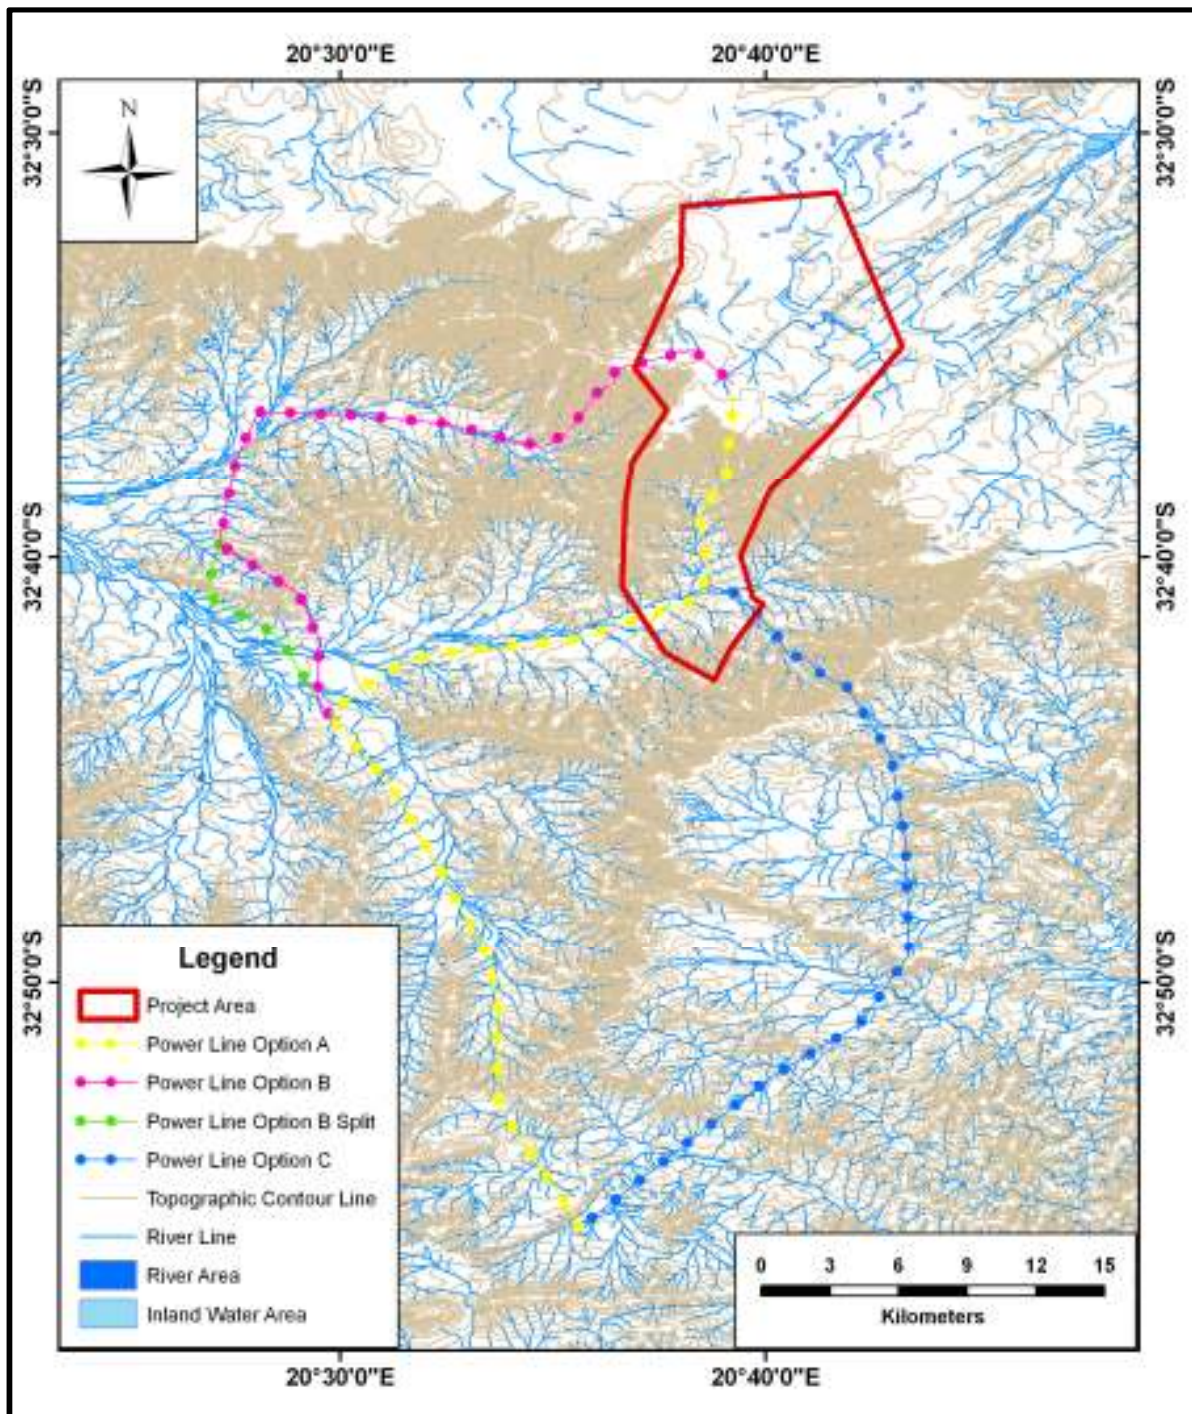 20°30'0"E
20°40'0"E
N
32°30'0"S
32°30'0"S
32°40'0"S
32°40'0"S
32°50'0"S
32°50'0"S
Legend
Project Area
Power Line Option A
Power Line Option B
Power Line Option B Split
Power Line Option C
Topographic Contour Line
River Line
River Area
Inland Water Area
0 3 6 9 12 15
Kilometers
20°30'0"E
20°40'0"E